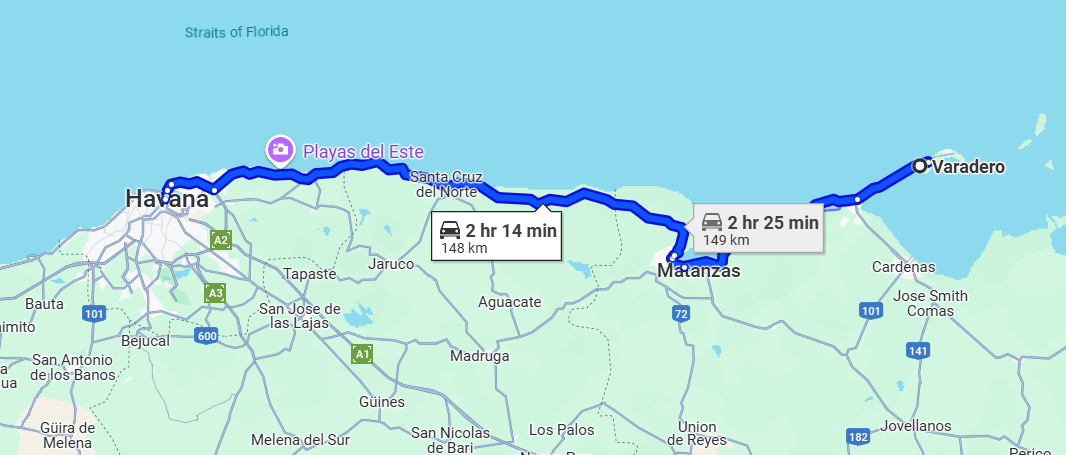 Straits of Florida
Playas del Este
Varadero
Santa Cruz
del Norte
Havana
2 hr 14 min
148 km
2 hr 25 min
149 km
A2
Matanzas
Cardenas
Tapaste
Jaruco
A3
Bauta
101
San Jose de
las Lajas
Aguacate
72
Jose Smith
Comas
101
imito
Bejucal
600
A1
Madruga
141
San Antonio
de los Banos
a
ua
Güines
Güira de
Melena
Melena del Sur
San Nicolas
de Bari
Los Palos
Union
de Reyes
182
Jovellanos